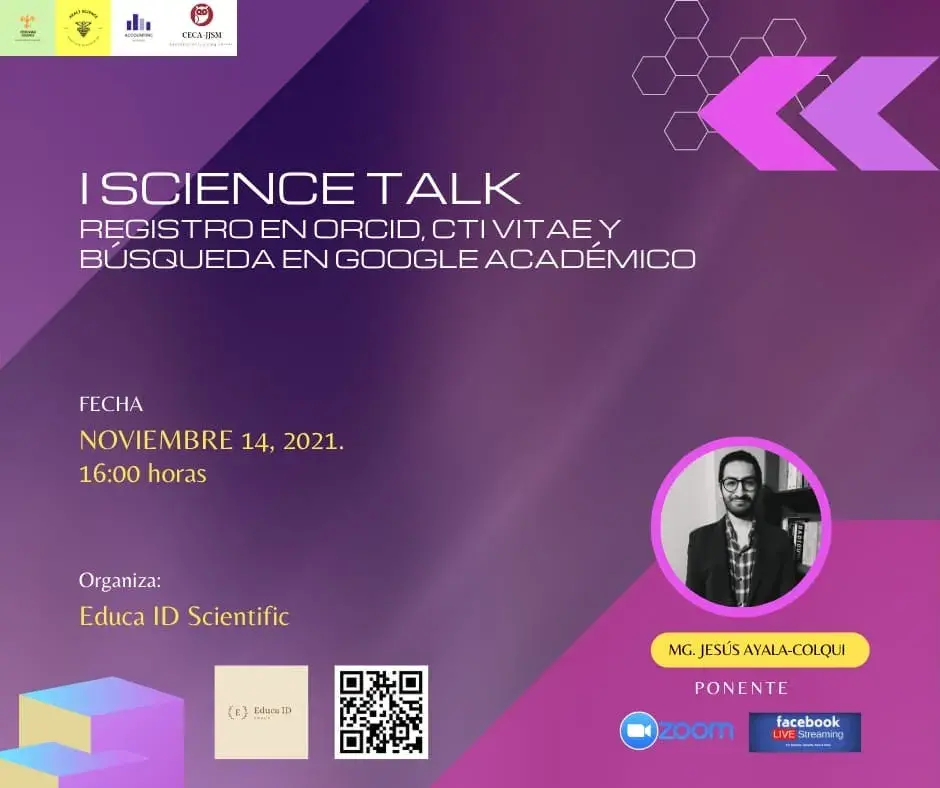 ACCOUNTING
CECA-JJSM
I SCIENCE TALK
REGISTRO EN ORCID, CTI VITAE Y
BÚSQUEDA EN GOOGLE ACADÉMICO
FECHA
NOVIEMBRE 14, 2021.
16:00 horas
Organiza:
Educa ID Scientific
E
Educa ID
MG. JESÚS AYALA-COLQUI
PONENTE
zoom
facebook
LIVE Streaming